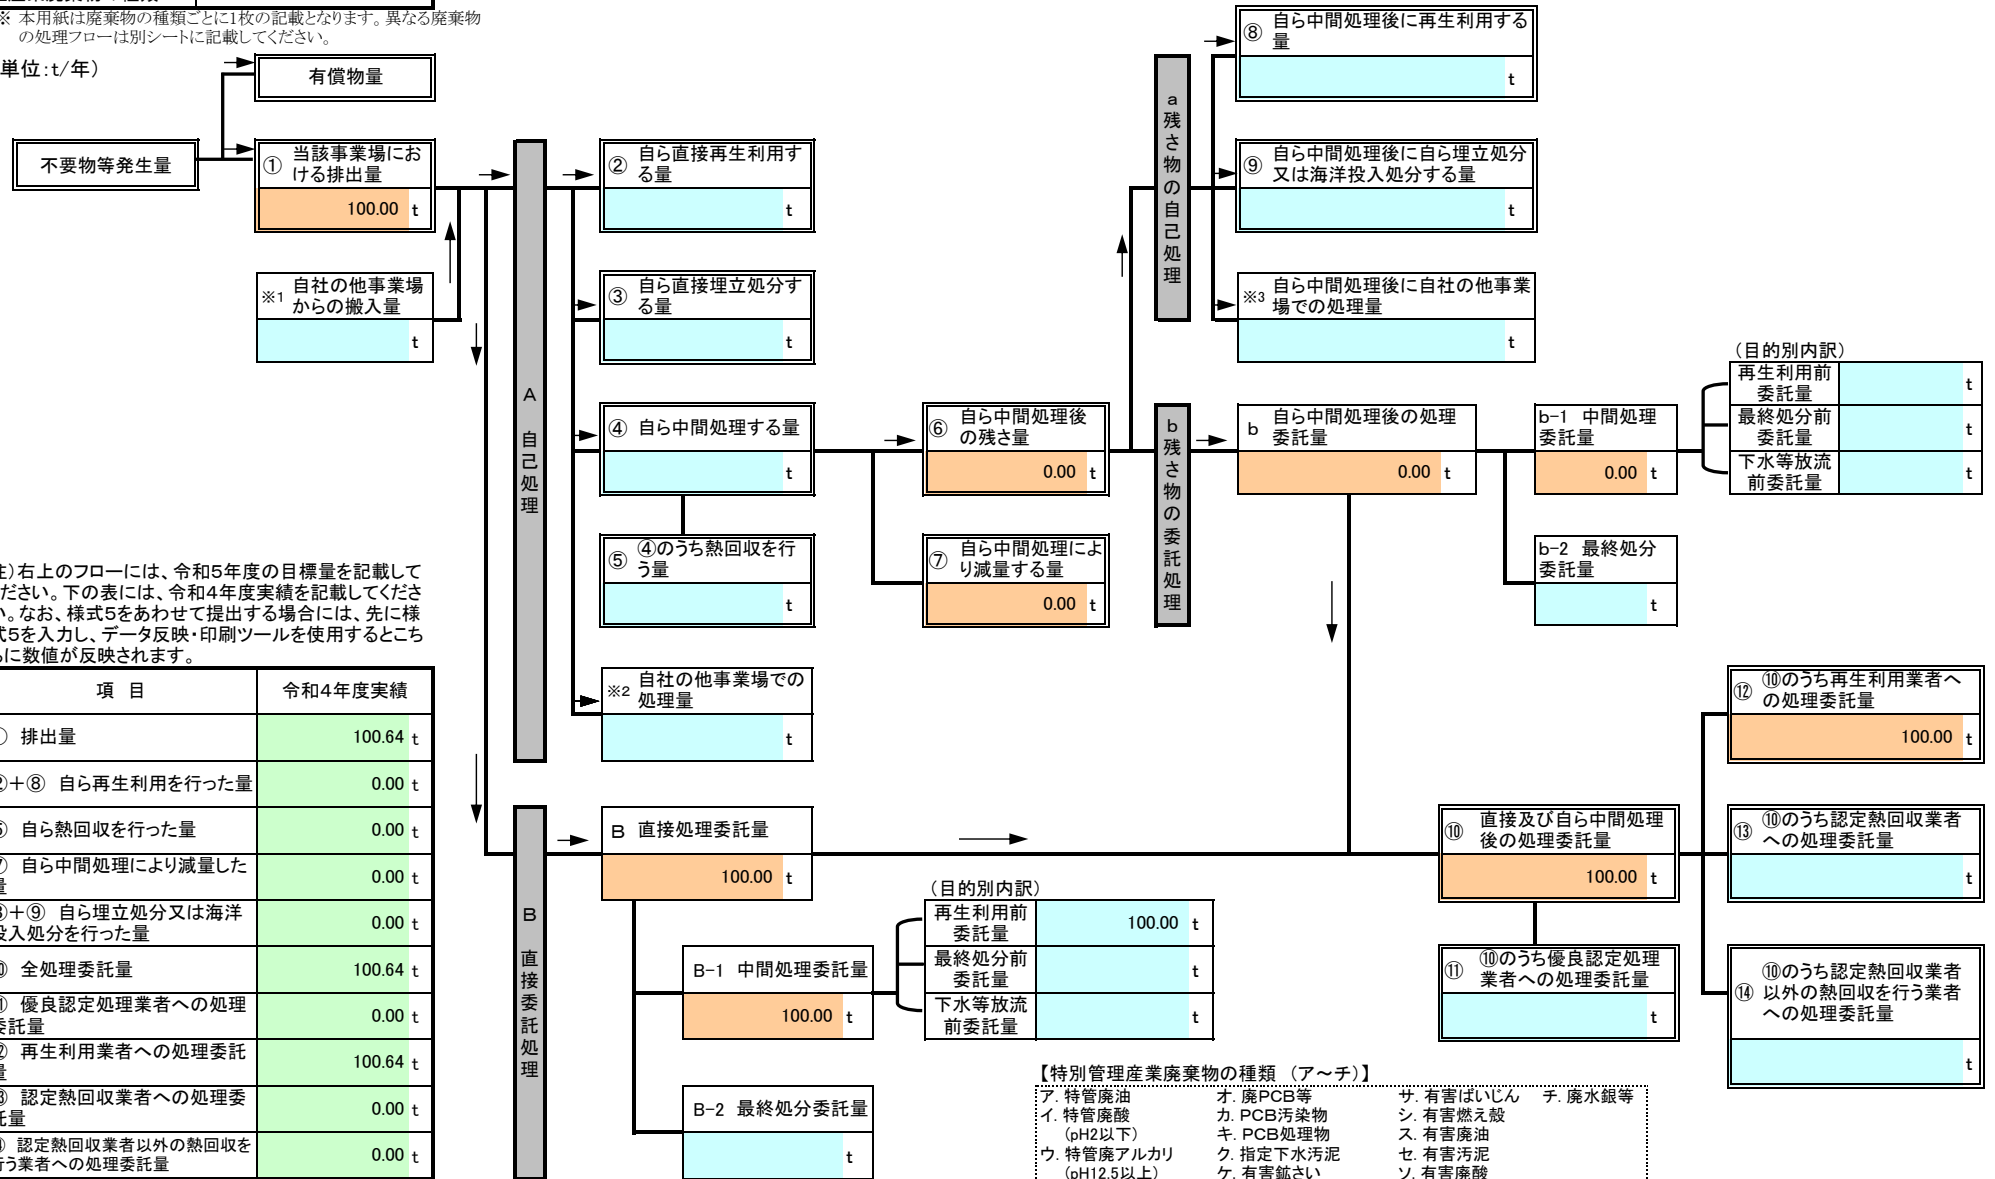 ※ 本用紙は廃棄物の種類ごとに1枚の記載となります。異なる廃棄物
の処理フローは別シートに記載してください。
単位:t/年)
有償物量
不要物等発生量
① 当該事業場にお
ける排出量
100.00 t
※1 自社の他事業場
からの搬入量
t
A 自己処理
② 自ら直接再生利用す
る量
t
③ 自ら直接埋立処分す
る量
t
④ 自ら中間処理する量
t
⑤ ④のうち熱回収を行
う量
t
※2 自社の他事業場での
処理量
t
⑥ 自ら中間処理後
の残さ量
0.00 t
⑦ 自ら中間処理によ
り減量する量
0.00 t
a 残さ物の自己処理
⑧ 自ら中間処理後に再生利用する
量
t
⑨ 自ら中間処理後に自ら埋立処分
又は海洋投入処分する量
t
※3 自ら中間処理後に自社の他事業
場での処理量
t
b 残さ物の委託処理
b 自ら中間処理後の処理
委託量
0.00 t
b-1 中間処理
委託量
0.00 t
(目的別内訳)
再生利用前
委託量
t
最終処分前
委託量
t
下水等放流
前委託量
t
b-2 最終処分
委託量
t
注)右上のフローには、令和5年度の目標量を記載して
ください。下の表には、令和4年度実績を記載してくださ
い。なお、様式5をあわせて提出する場合には、先に様
式5を入力し、データ反映・印刷ツールを使用するとこち
らに数値が反映されます。
項 目 令和4年度実績
① 排出量 100.64 t
②+⑧ 自ら再生利用を行った量 0.00 t
⑤ 自ら熱回収を行った量 0.00 t
⑦ 自ら中間処理により減量した
量 0.00 t
③+⑨ 自ら埋立処分又は海洋
投入処分を行った量 0.00 t
⑩ 全処理委託量 100.64 t
⑪ 優良認定処理業者への処理
委託量 0.00 t
⑫ 再生利用業者への処理委託
量 100.64 t
⑬ 認定熱回収業者への処理委
託量 0.00 t
⑭ 認定熱回収業者以外の熱回収を
行う業者への処理委託量 0.00 t
B 直接委託処理
B 直接処理委託量
100.00 t
B-1 中間処理委託量
100.00 t
B-2 最終処分委託量
t
(目的別内訳)
再生利用前
委託量
100.00 t
最終処分前
委託量
t
下水等放流
前委託量
t
⑩ 直接及び自ら中間処理
後の処理委託量
100.00 t
⑪ ⑩のうち優良認定処理
業者への処理委託量
t
⑫ ⑩のうち再生利用業者へ
の処理委託量
100.00 t
⑬ ⑩のうち認定熱回収業者
への処理委託量
t
⑭ ⑩のうち認定熱回収業者
以外の熱回収を行う業者
への処理委託量
t
【特別管理産業廃棄物の種類 (ア~チ)】
ア. 特管廃油 オ. 廃PCB等 サ. 有害ばいじん チ. 廃水銀等
イ. 特管廃酸 カ. PCB汚染物 シ. 有害燃え殻
(pH2以下) キ. PCB処理物 ス. 有害廃油
ウ. 特管廃アルカリ ク. 指定下水汚泥 セ. 有害汚泥
(pH12.5以上) ケ. 有害鉱さい ソ. 有害廃酸